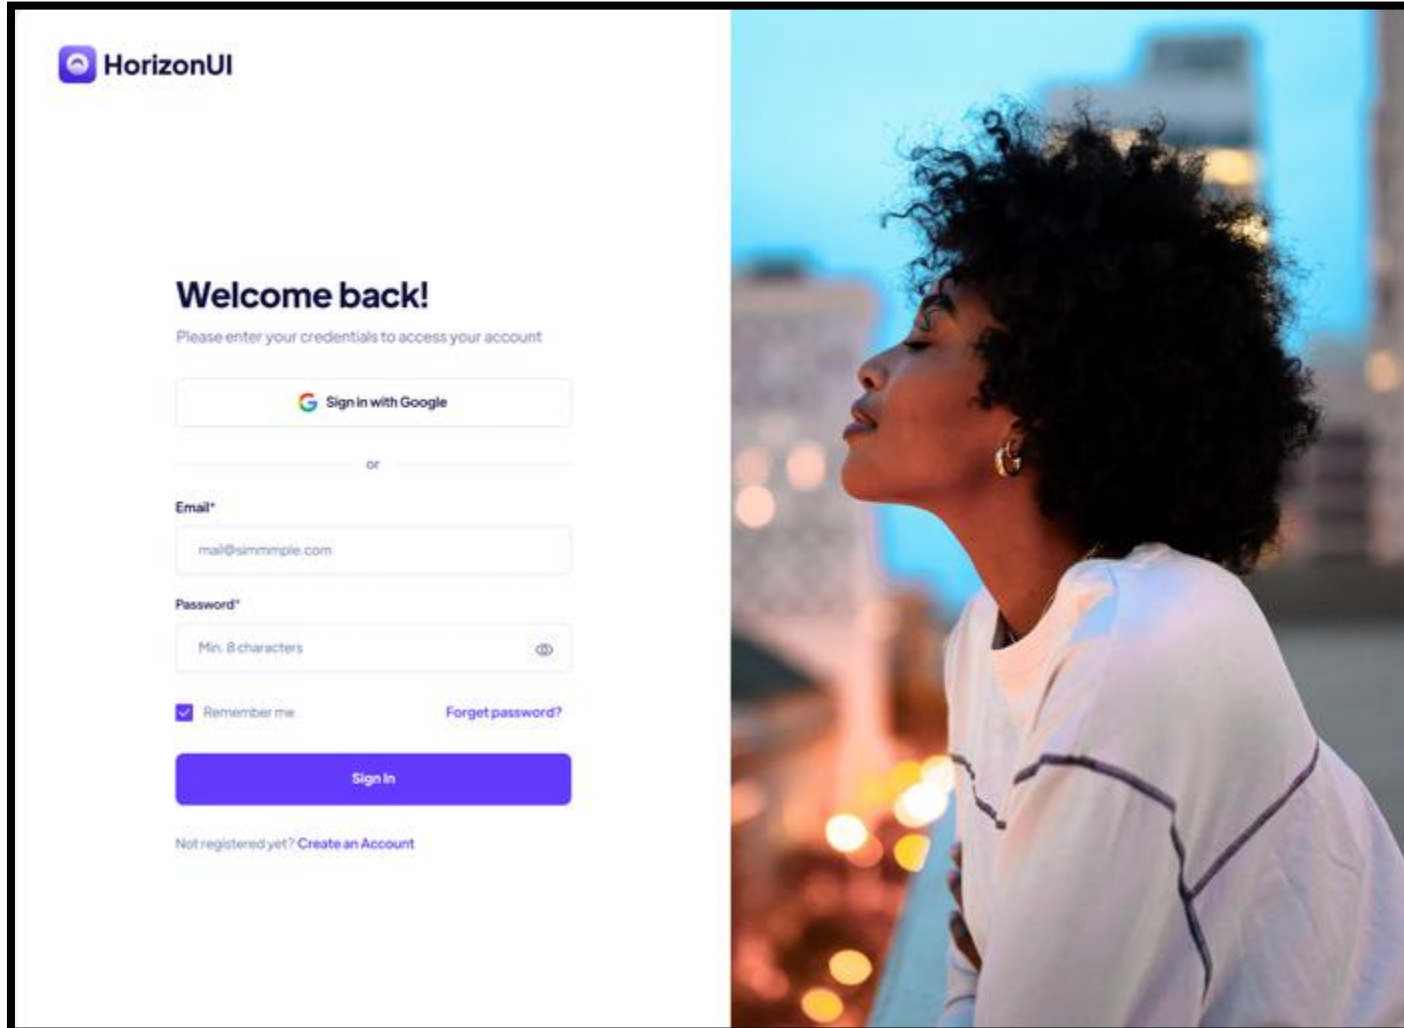 HorizonUI
Welcome back!
Please enter your credentials to access your account
Sign in with Google
or
Email*
mail@simmmple.com
Password*
Min. 8 characters
Remember me
Forget password?
Sign In
Not registered yet? Create an Account